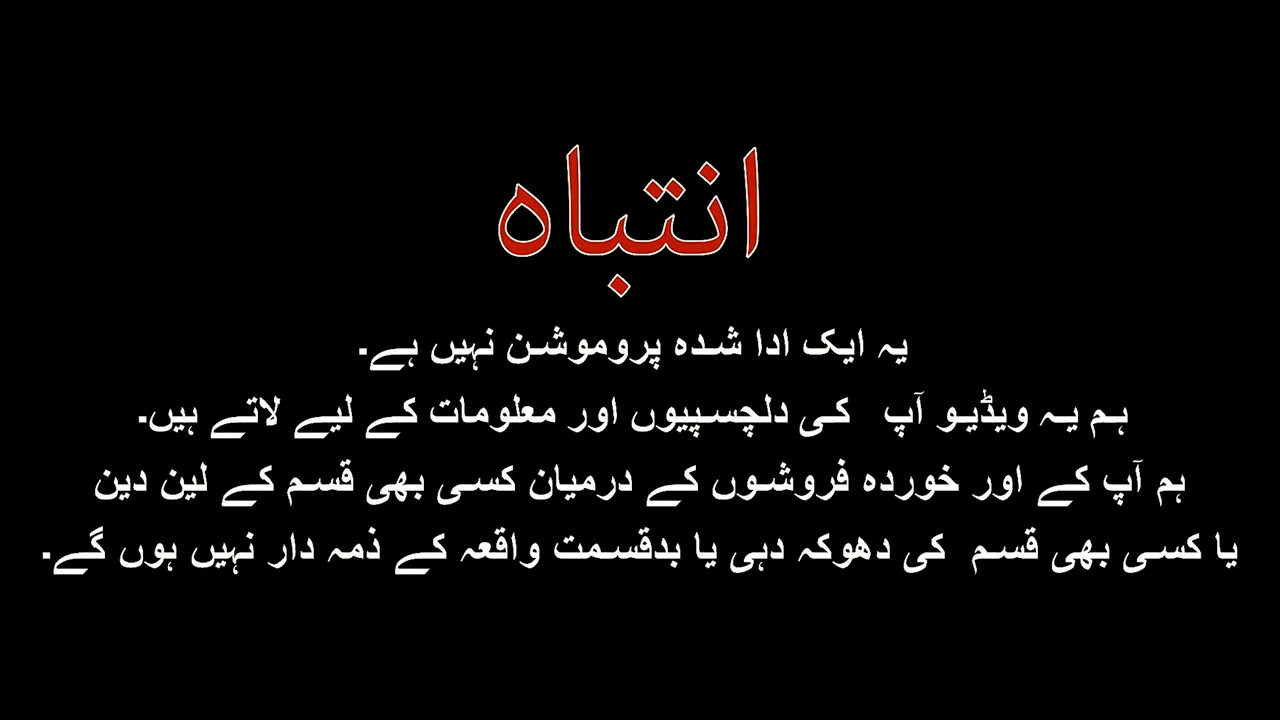 انتباہ
یہ ایک ادا شدہ پروموشن نہیں ہے۔
ہم یہ ویڈیو آپ کی دلچسپیوں اور معلومات کے لیے لاتے ہیں۔
ہم آپ کے اور خوردہ فروشوں کے درمیان کسی بھی قسم کے لین دین
یا کسی بھی قسم کی دھوکہ دہی یا بدقسمت واقعہ کے ذمہ دار نہیں ہوں گے۔